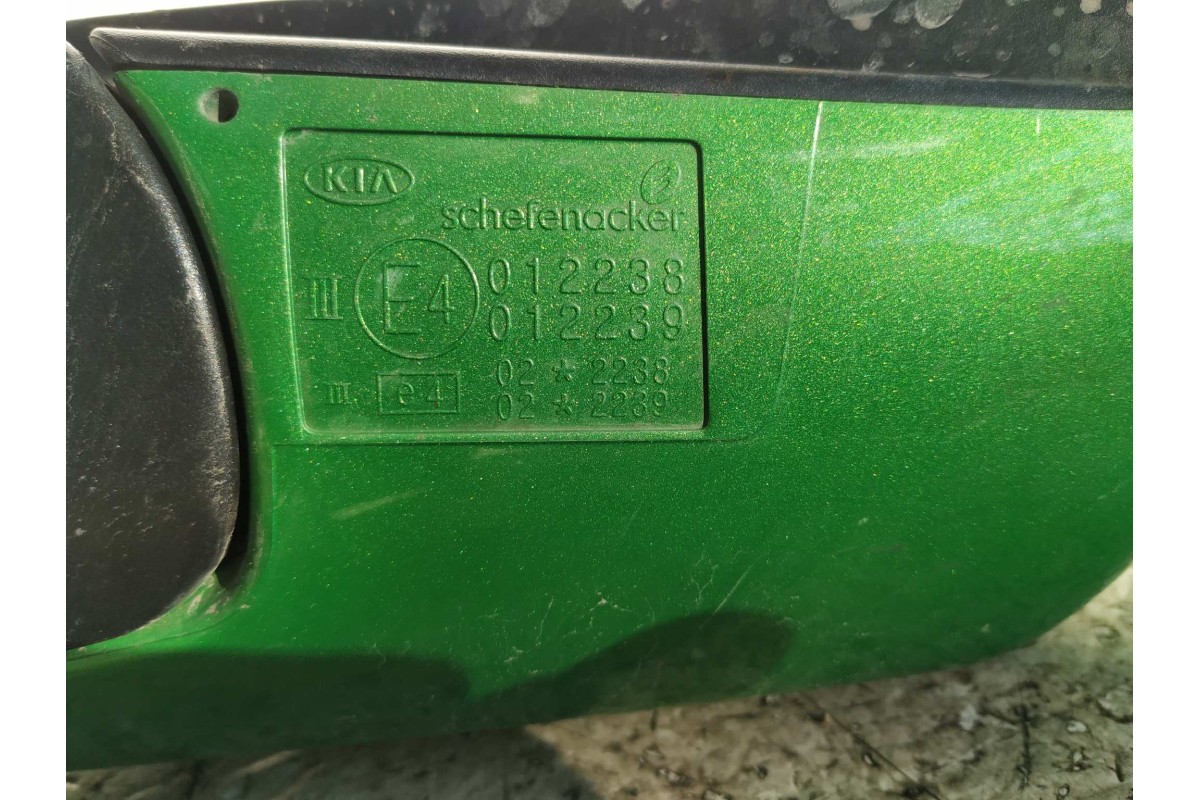 KIA
schefenacker
III E4 012238
012239
III. e4 02 * 2238
02 * 2239